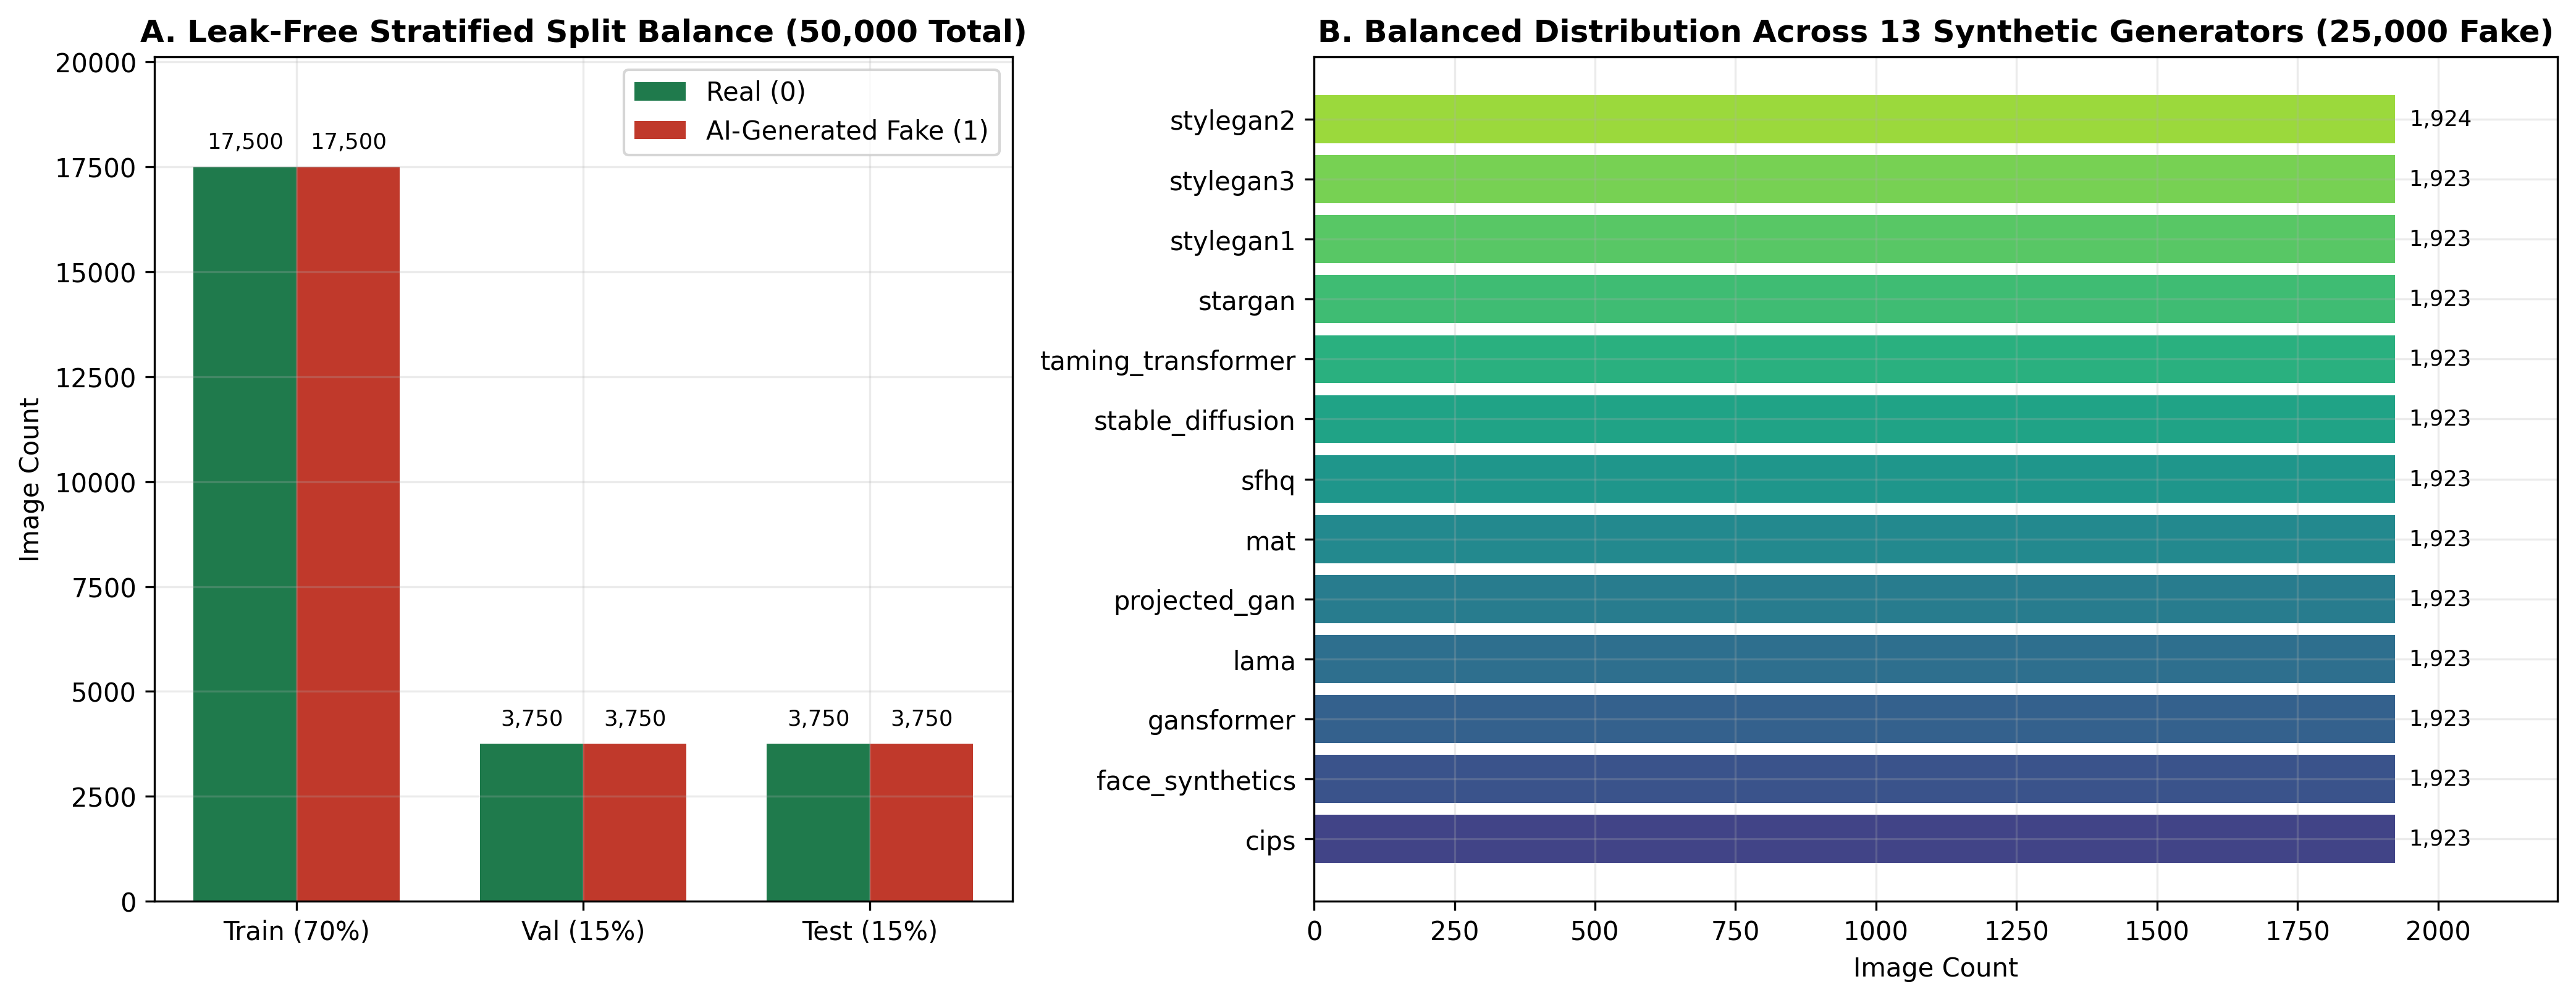 A. Leak-Free Stratified Split Balance (50,000 Total)
Real (0)
AI-Generated Fake (1)
Image Count
20000
17500
15000
12500
10000
7500
5000
2500
0
17,500 17,500
3,750 3,750
3,750 3,750
Train (70%) Val (15%) Test (15%)
B. Balanced Distribution Across 13 Synthetic Generators (25,000 Fake)
stylegan2 1,924
stylegan3 1,923
stylegan1 1,923
stargan 1,923
taming_transformer 1,923
stable_diffusion 1,923
sfhq 1,923
mat 1,923
projected_gan 1,923
lama 1,923
gansformer 1,923
face_synthetics 1,923
cips 1,923
0 250 500 750 1000 1250 1500 1750 2000
Image Count